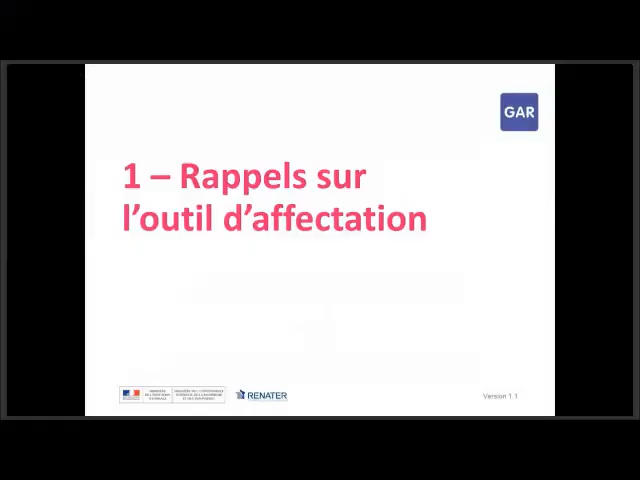 GAR
1 – Rappels sur
l’outil d’affectation
RENATER
Version 1.1